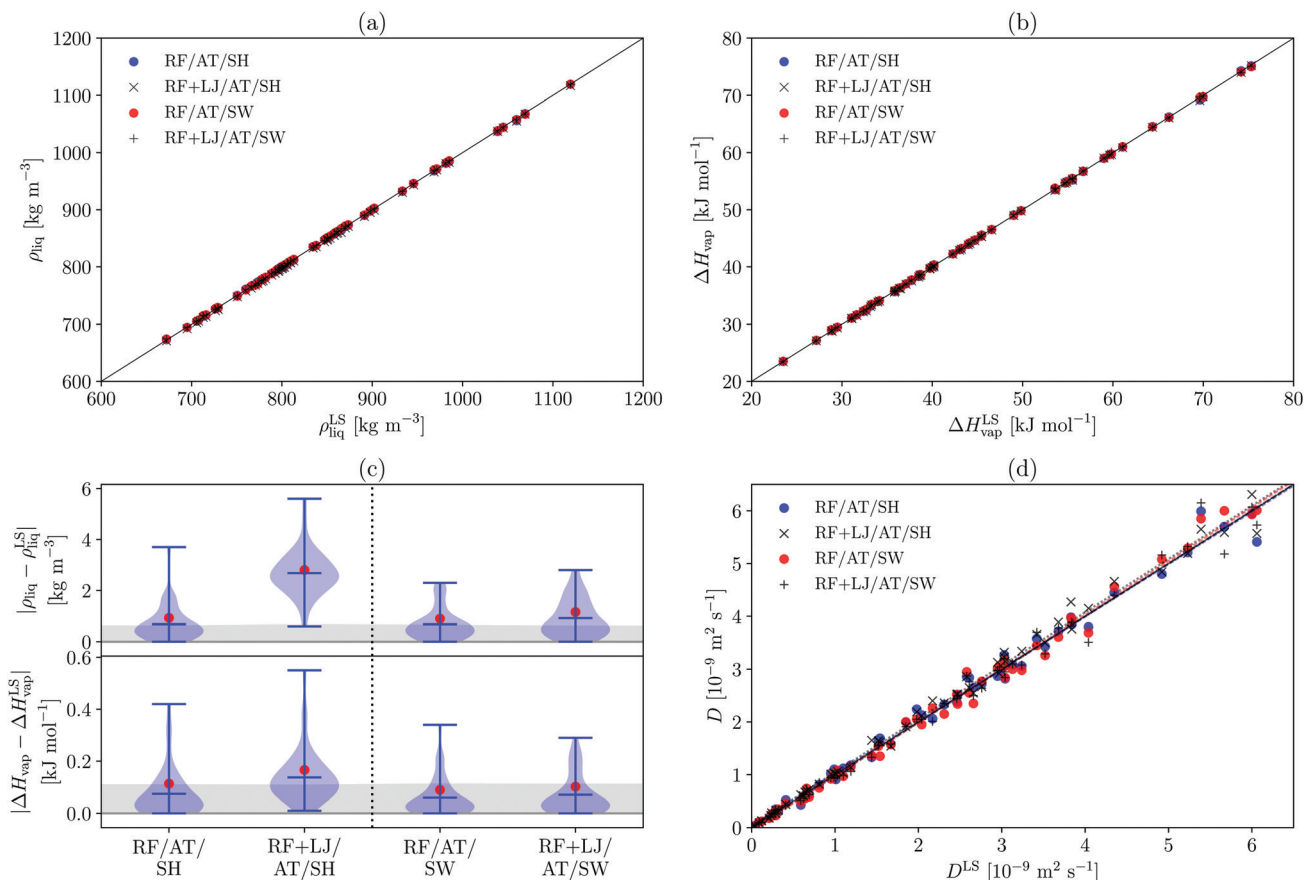 (a)
1200
1100
1000
900
800
700
600
ρliq [kg m−3]
RF/AT/SH
RF+LJ/AT/SH
RF/AT/SW
RF+LJ/AT/SW
600 700 800 900 1000 1100 1200
ρLSliq [kg m−3]
(b)
80
70
60
50
40
30
20
ΔHvap [kJ mol−1]
RF/AT/SH
RF+LJ/AT/SH
RF/AT/SW
RF+LJ/AT/SW
20 30 40 50 60 70 80
ΔHLSvap [kJ mol−1]
(c)
|ρliq − ρLSliq|
[kg m−3]
6
4
2
0
|ΔHvap − ΔHLSvap|
[kJ mol−1]
0.6
0.4
0.2
0.0
RF/AT/ RF+LJ/ RF/AT/ RF+LJ/
SH AT/SH SW AT/SW
(d)
6
5
4
3
2
1
0
D [10−9 m2 s−1]
RF/AT/SH
RF+LJ/AT/SH
RF/AT/SW
RF+LJ/AT/SW
0 1 2 3 4 5 6
DLS [10−9 m2 s−1]